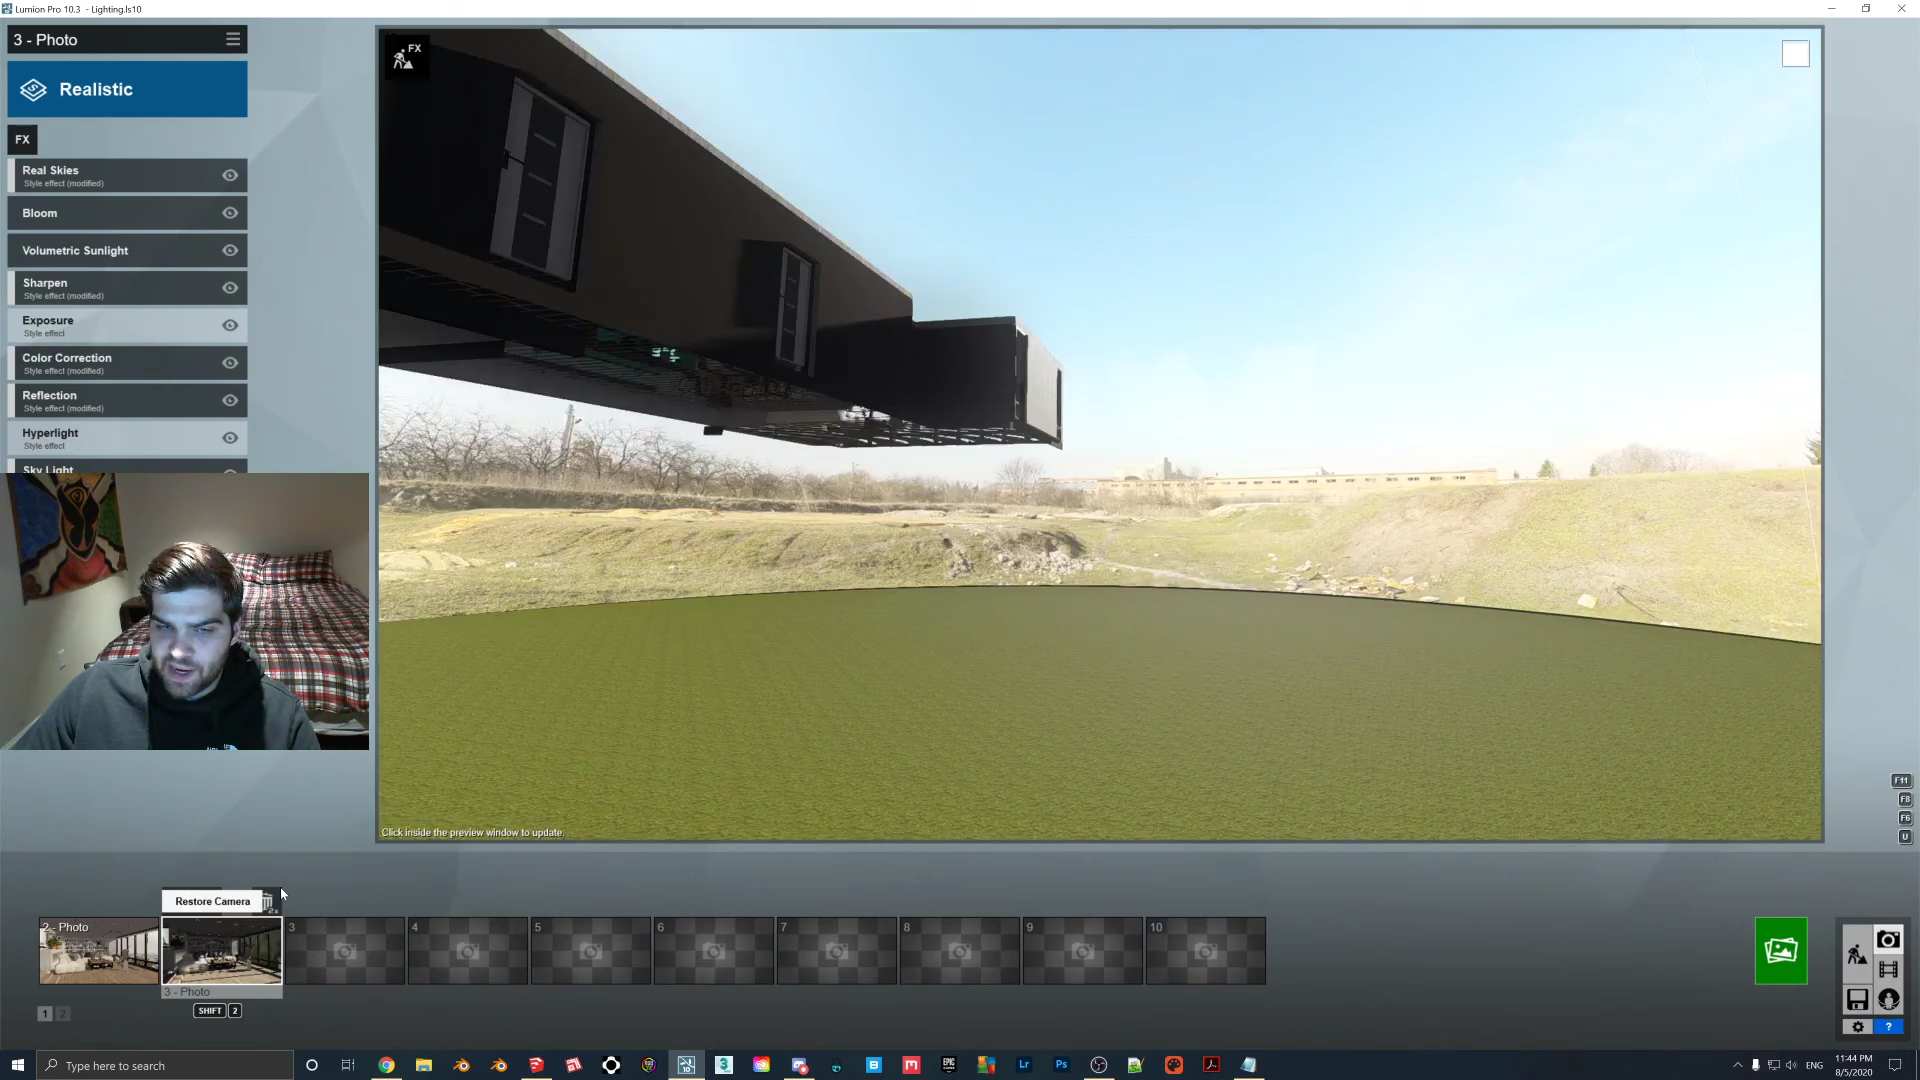 Lumion Pro 10.3 - Lighting.ls10
3 - Photo
Realistic
FX
Real Skies
Style effect (modified)
Bloom
Volumetric Sunlight
Sharpen
Style effect (modified)
Exposure
Style effect
Color Correction
Style effect (modified)
Reflection
Style effect (modified)
Hyperlight
Style effect
Sky Light
FX
Click inside the preview window to update.
F11
F8
F6
U
Restore Camera
2x
2 - Photo
3
4
5
6
7
8
9
10
3 - Photo
SHIFT 2
1 2
?
Type here to search
Lr
Ps
ENG
11:44 PM
8/5/2020